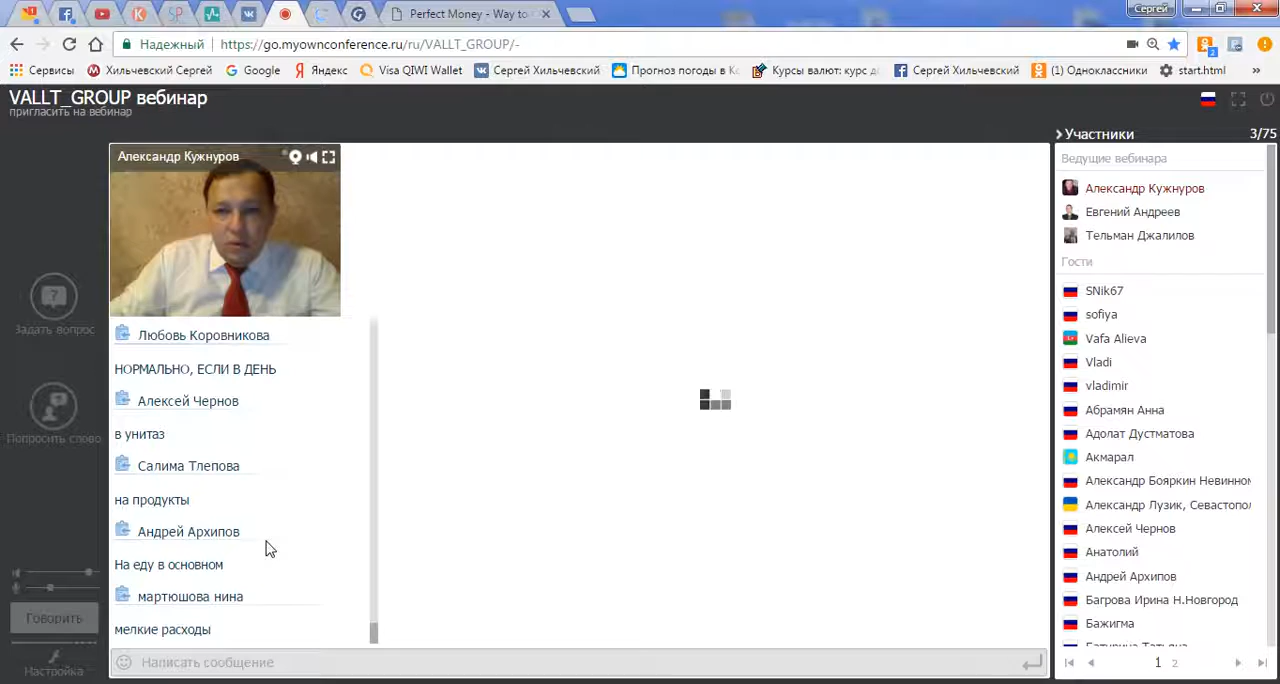 Perfect Money - Way to
Сергей
Надежный
https://go.myownconference.ru/ru/VALLT_GROUP/-
Сервисы
Хильчевский Сергей
Google
Яндекс
Visa QIWI Wallet
Сергей Хильчевский
Прогноз погоды в
Курсы валют: курс
Сергей Хильчевский
(1) Одноклассники
start.html
»
VALLT_GROUP вебинар
пригласить на вебинар
Участники 3/75
Александр Кужнуров
Ведущие вебинара
Александр Кужнуров
Евгений Андреев
Тельман Джалилов
Гости
SNik67
sofiya
Vafa Alieva
Vladi
vladimir
Абрамян Анна
Адолат Дустматова
Акмарал
Александр Бояркин Невинном
Александр Лузик, Севастопол
Алексей Чернов
Анатолий
Андрей Архипов
Багрова Ирина Н.Новгород
Бажигма
Батурина Татьяна
1 2
Задать вопрос
Попросить слово
Говорить
Настройка
Любовь Коровникова
НОРМАЛЬНО, ЕСЛИ В ДЕНЬ
Алексей Чернов
в унитаз
Салима Тлепова
на продукты
Андрей Архипов
На еду в основном
мартюшова нина
мелкие расходы
Написать сообщение